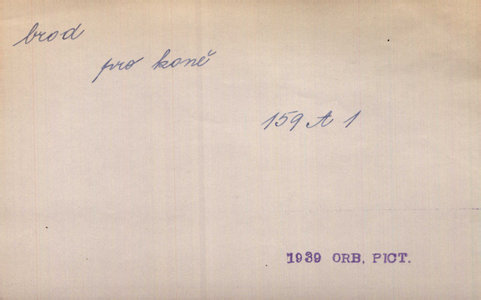 brod
pro koně
159 A 1
1939 ORB. PICT.